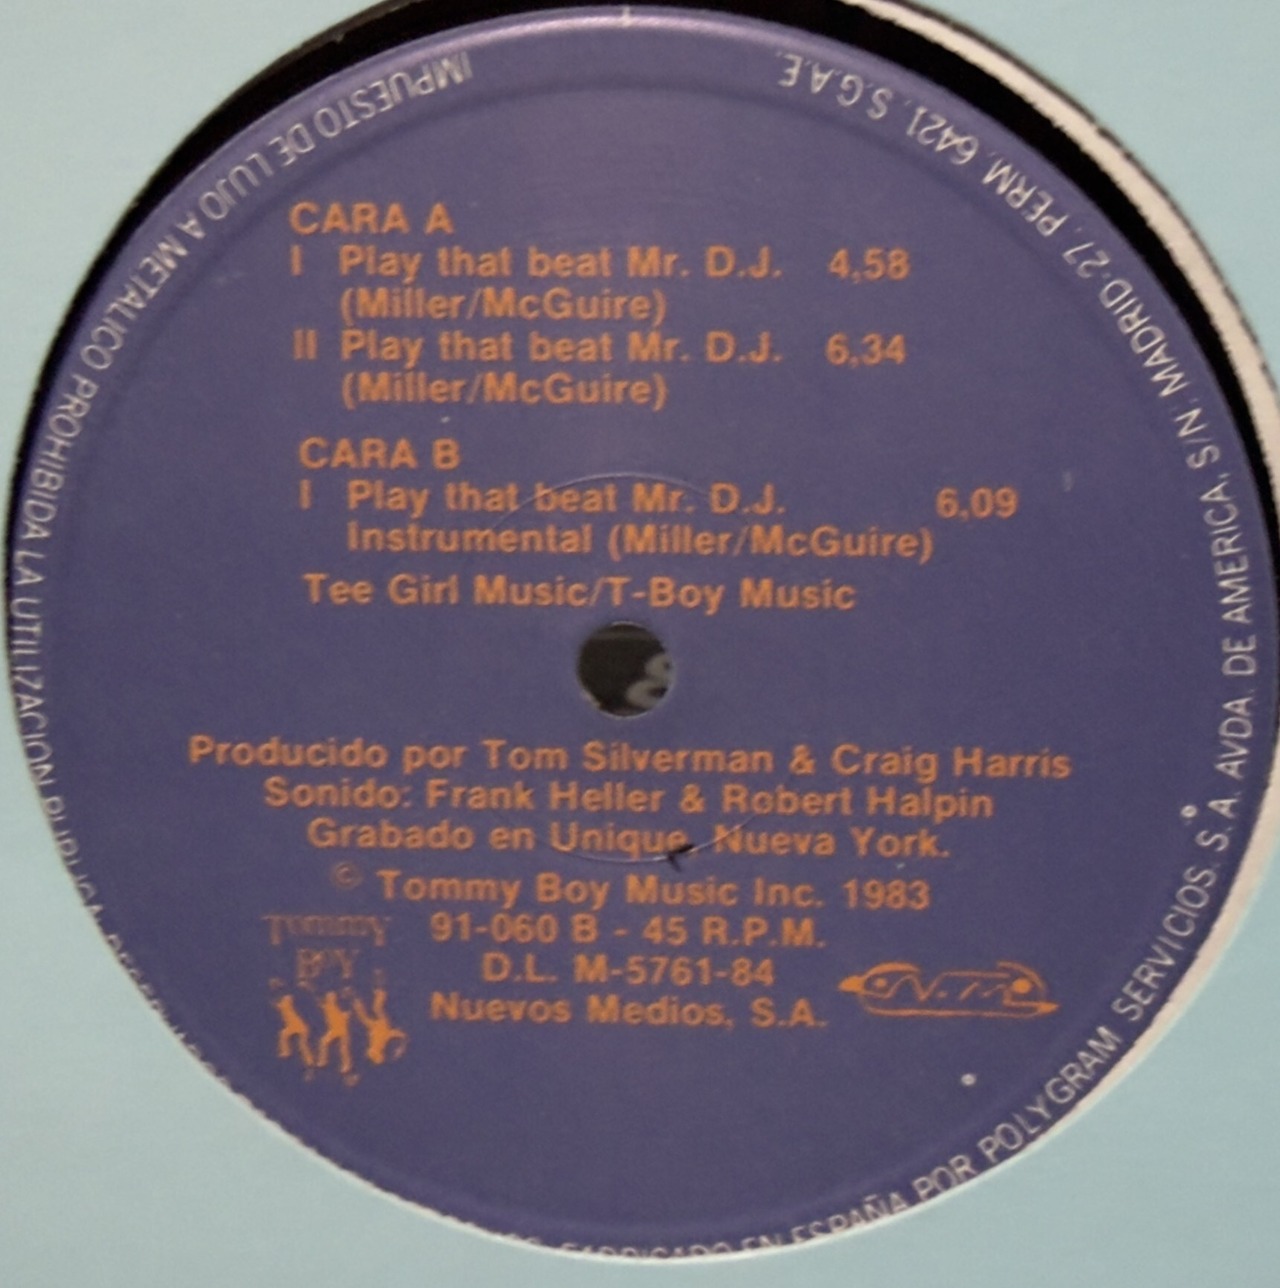 CARA A
I Play that beat Mr. D.J. 4,58
(Miller/McGuire)
II Play that beat Mr. D.J. 6,34
(Miller/McGuire)
CARA B
I Play that beat Mr. D.J. 6,09
Instrumental (Miller/McGuire)
Tee Girl Music/T-Boy Music
Producido por Tom Silverman & Craig Harris
Sonido: Frank Heller & Robert Halpin
Grabado en Unique, Nueva York.
© Tommy Boy Music Inc. 1983
91-060 B - 45 R.P.M.
D.L. M-5761-84
Nuevos Medios, S.A.
Tommy
BOY
N.M
IMPUESTO DE LUJO A METALICO PROHIBIDA LA UTILIZACION PUBLICA FABRICADO EN ESPAÑA POR POLYGRAM SERVICIOS. S. A. AVDA. DE AMERICA, S/N. MADRID-27. PERM. 6421. S.G.A.E.